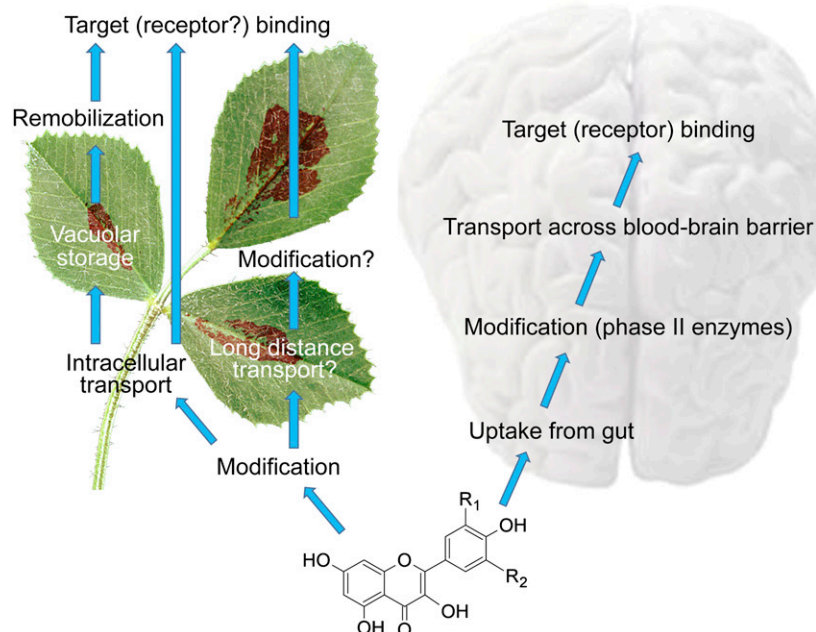 Target (receptor?) binding
Remobilization
Vacuolar
storage
Modification?
Intracellular
transport
Long distance
transport?
Modification
Target (receptor) binding
Transport across blood-brain barrier
Modification (phase II enzymes)
Uptake from gut
R1
OH
R2
HO
O
OH
OH
O